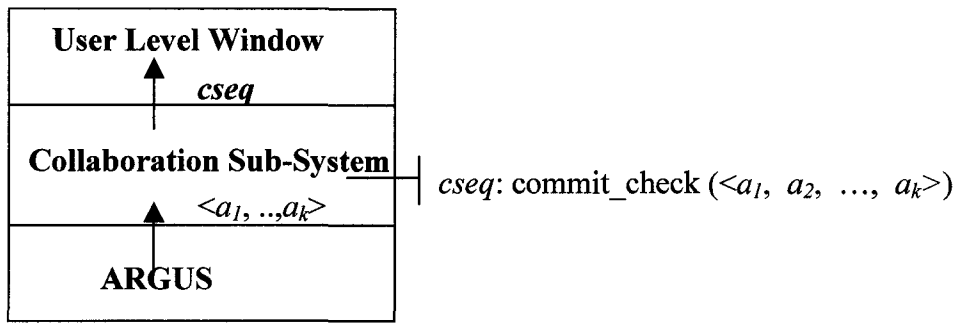 User Level Window
cseq
Collaboration Sub-System
cseq: commit_check (<a1, a2, ..., ak>)
<a1, ..,ak>
ARGUS